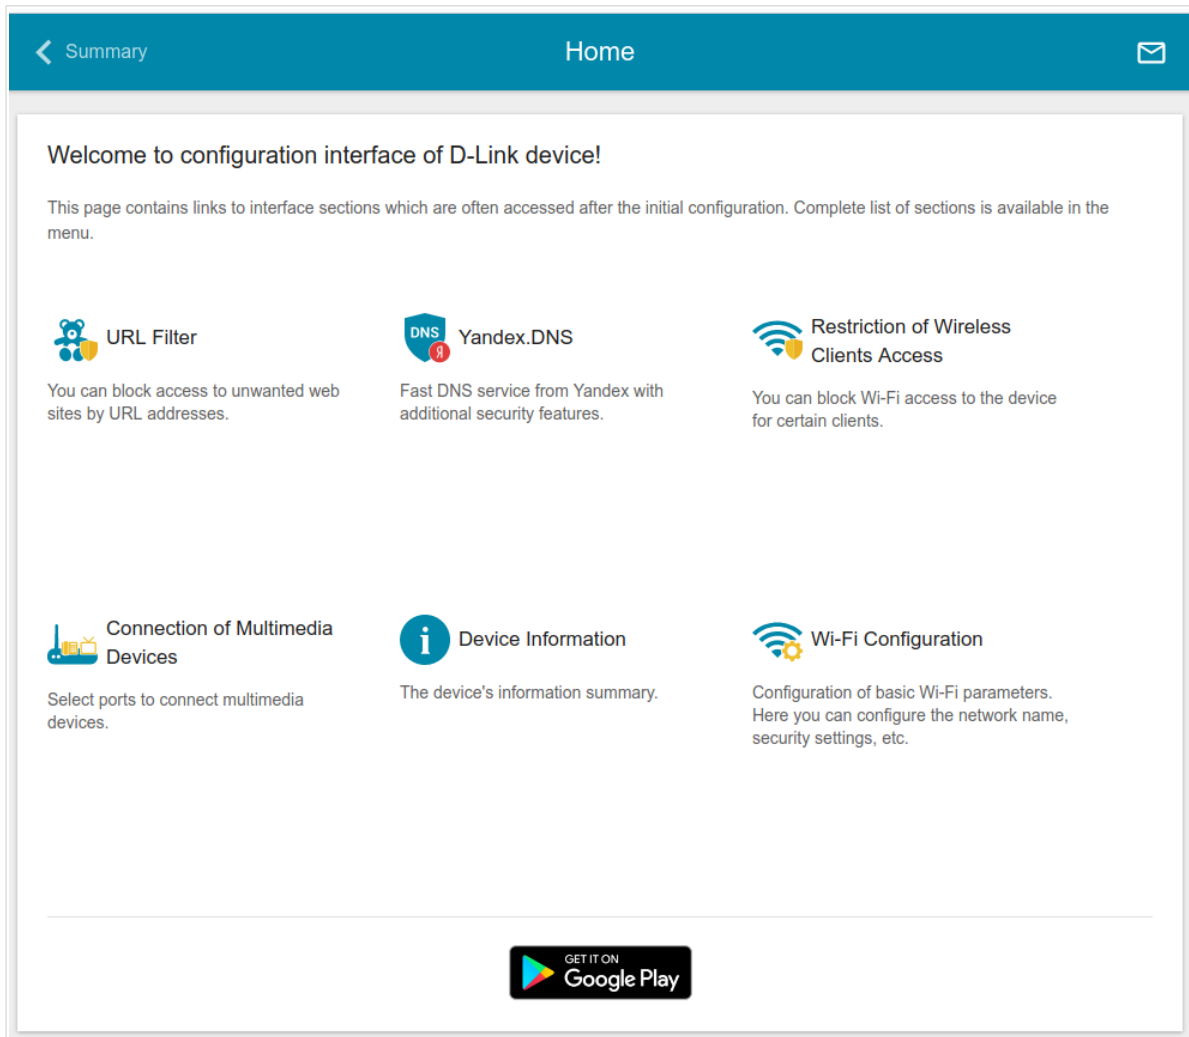 Summary
Home
Welcome to configuration interface of D-Link device!
This page contains links to interface sections which are often accessed after the initial configuration. Complete list of sections is available in the
menu.
URL Filter
You can block access to unwanted web
sites by URL addresses.
DNS
Я
Yandex.DNS
Fast DNS service from Yandex with
additional security features.
Restriction of Wireless
Clients Access
You can block Wi-Fi access to the device
for certain clients.
Connection of Multimedia
Devices
Select ports to connect multimedia
devices.
i
Device Information
The device's information summary.
Wi-Fi Configuration
Configuration of basic Wi-Fi parameters.
Here you can configure the network name,
security settings, etc.
GET IT ON
Google Play